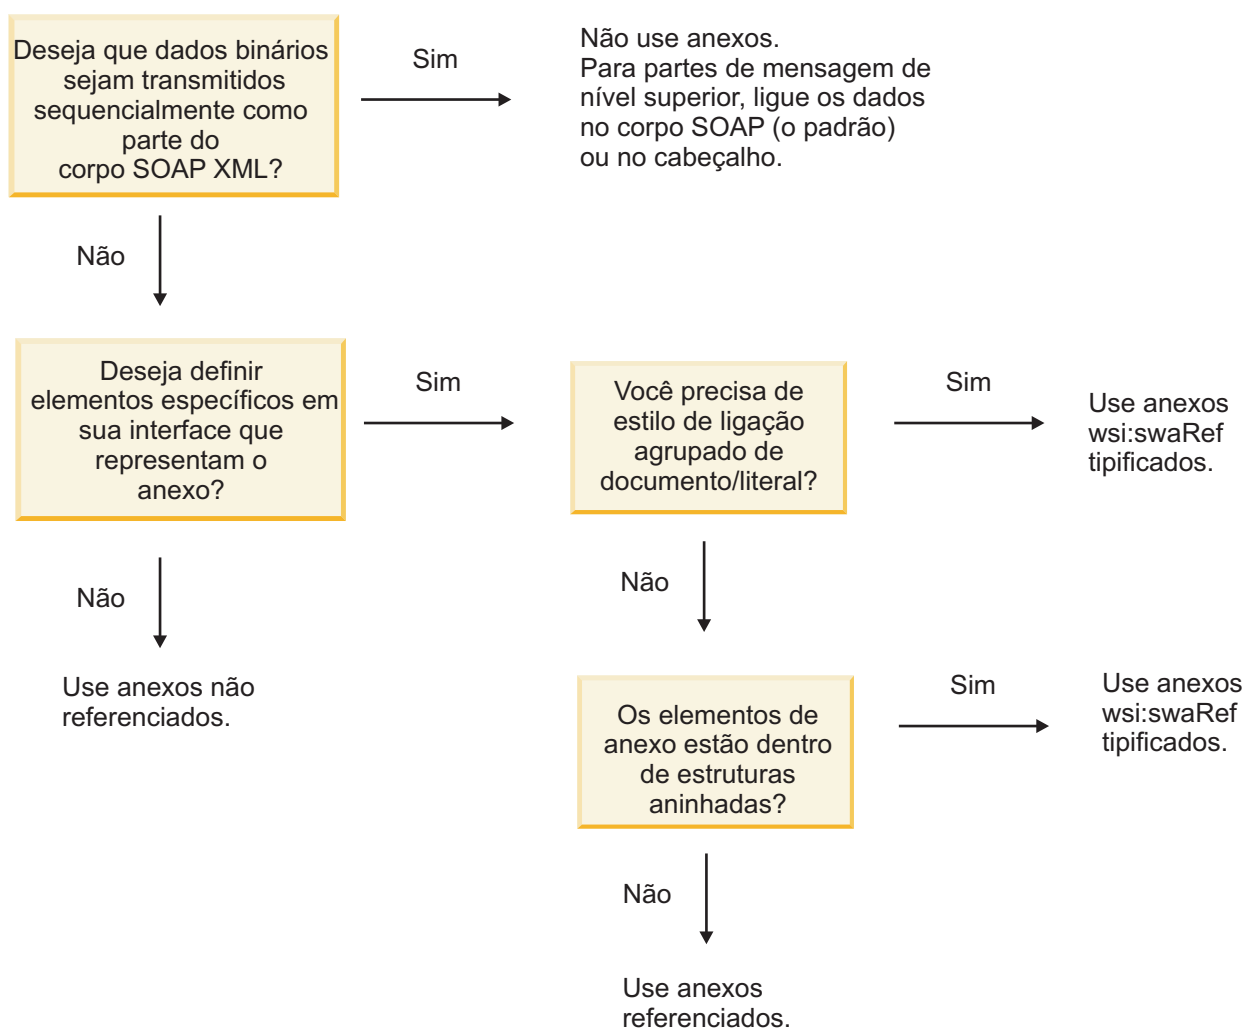 Deseja que dados binários
sejam transmitidos
sequencialmente como
parte do
corpo SOAP XML?
Sim
Não use anexos.
Para partes de mensagem de
nível superior, ligue os dados
no corpo SOAP (o padrão)
ou no cabeçalho.
Não
Deseja definir
elementos específicos em
sua interface que
representam o
anexo?
Sim
Você precisa de
estilo de ligação
agrupado de
documento/literal?
Sim
Use anexos
wsi:swaRef
tipificados.
Não
Use anexos não
referenciados.
Não
Os elementos de
anexo estão dentro
de estruturas
aninhadas?
Sim
Use anexos
wsi:swaRef
tipificados.
Não
Use anexos
referenciados.